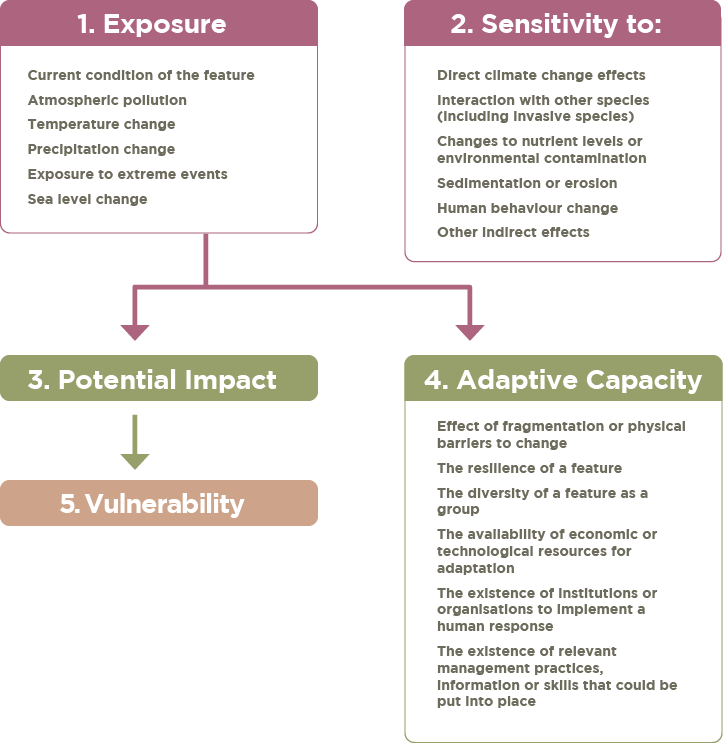 1. Exposure
Current condition of the feature
Atmospheric pollution
Temperature change
Precipitation change
Exposure to extreme events
Sea level change
2. Sensitivity to:
Direct climate change effects
Interaction with other species
(including invasive species)
Changes to nutrient levels or
environmental contamination
Sedimentation or erosion
Human behaviour change
Other indirect effects
3. Potential Impact
4. Adaptive Capacity
Effect of fragmentation or physical
barriers to change
The resilience of a feature
The diversity of a feature as a
group
The availability of economic or
technological resources for
adaptation
The existence of institutions or
organisations to implement a
human response
The existence of relevant
management practices,
information or skills that could be
put into place
5. Vulnerability